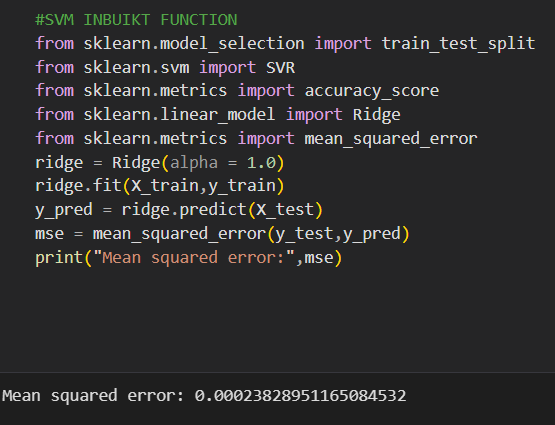 #SVM INBUIKT FUNCTION
from sklearn.model_selection import train_test_split
from sklearn.svm import SVR
from sklearn.metrics import accuracy_score
from sklearn.linear_model import Ridge
from sklearn.metrics import mean_squared_error
ridge = Ridge(alpha = 1.0)
ridge.fit(X_train,y_train)
y_pred = ridge.predict(X_test)
mse = mean_squared_error(y_test,y_pred)
print("Mean squared error:",mse)
Mean squared error: 0.00023828951165084532